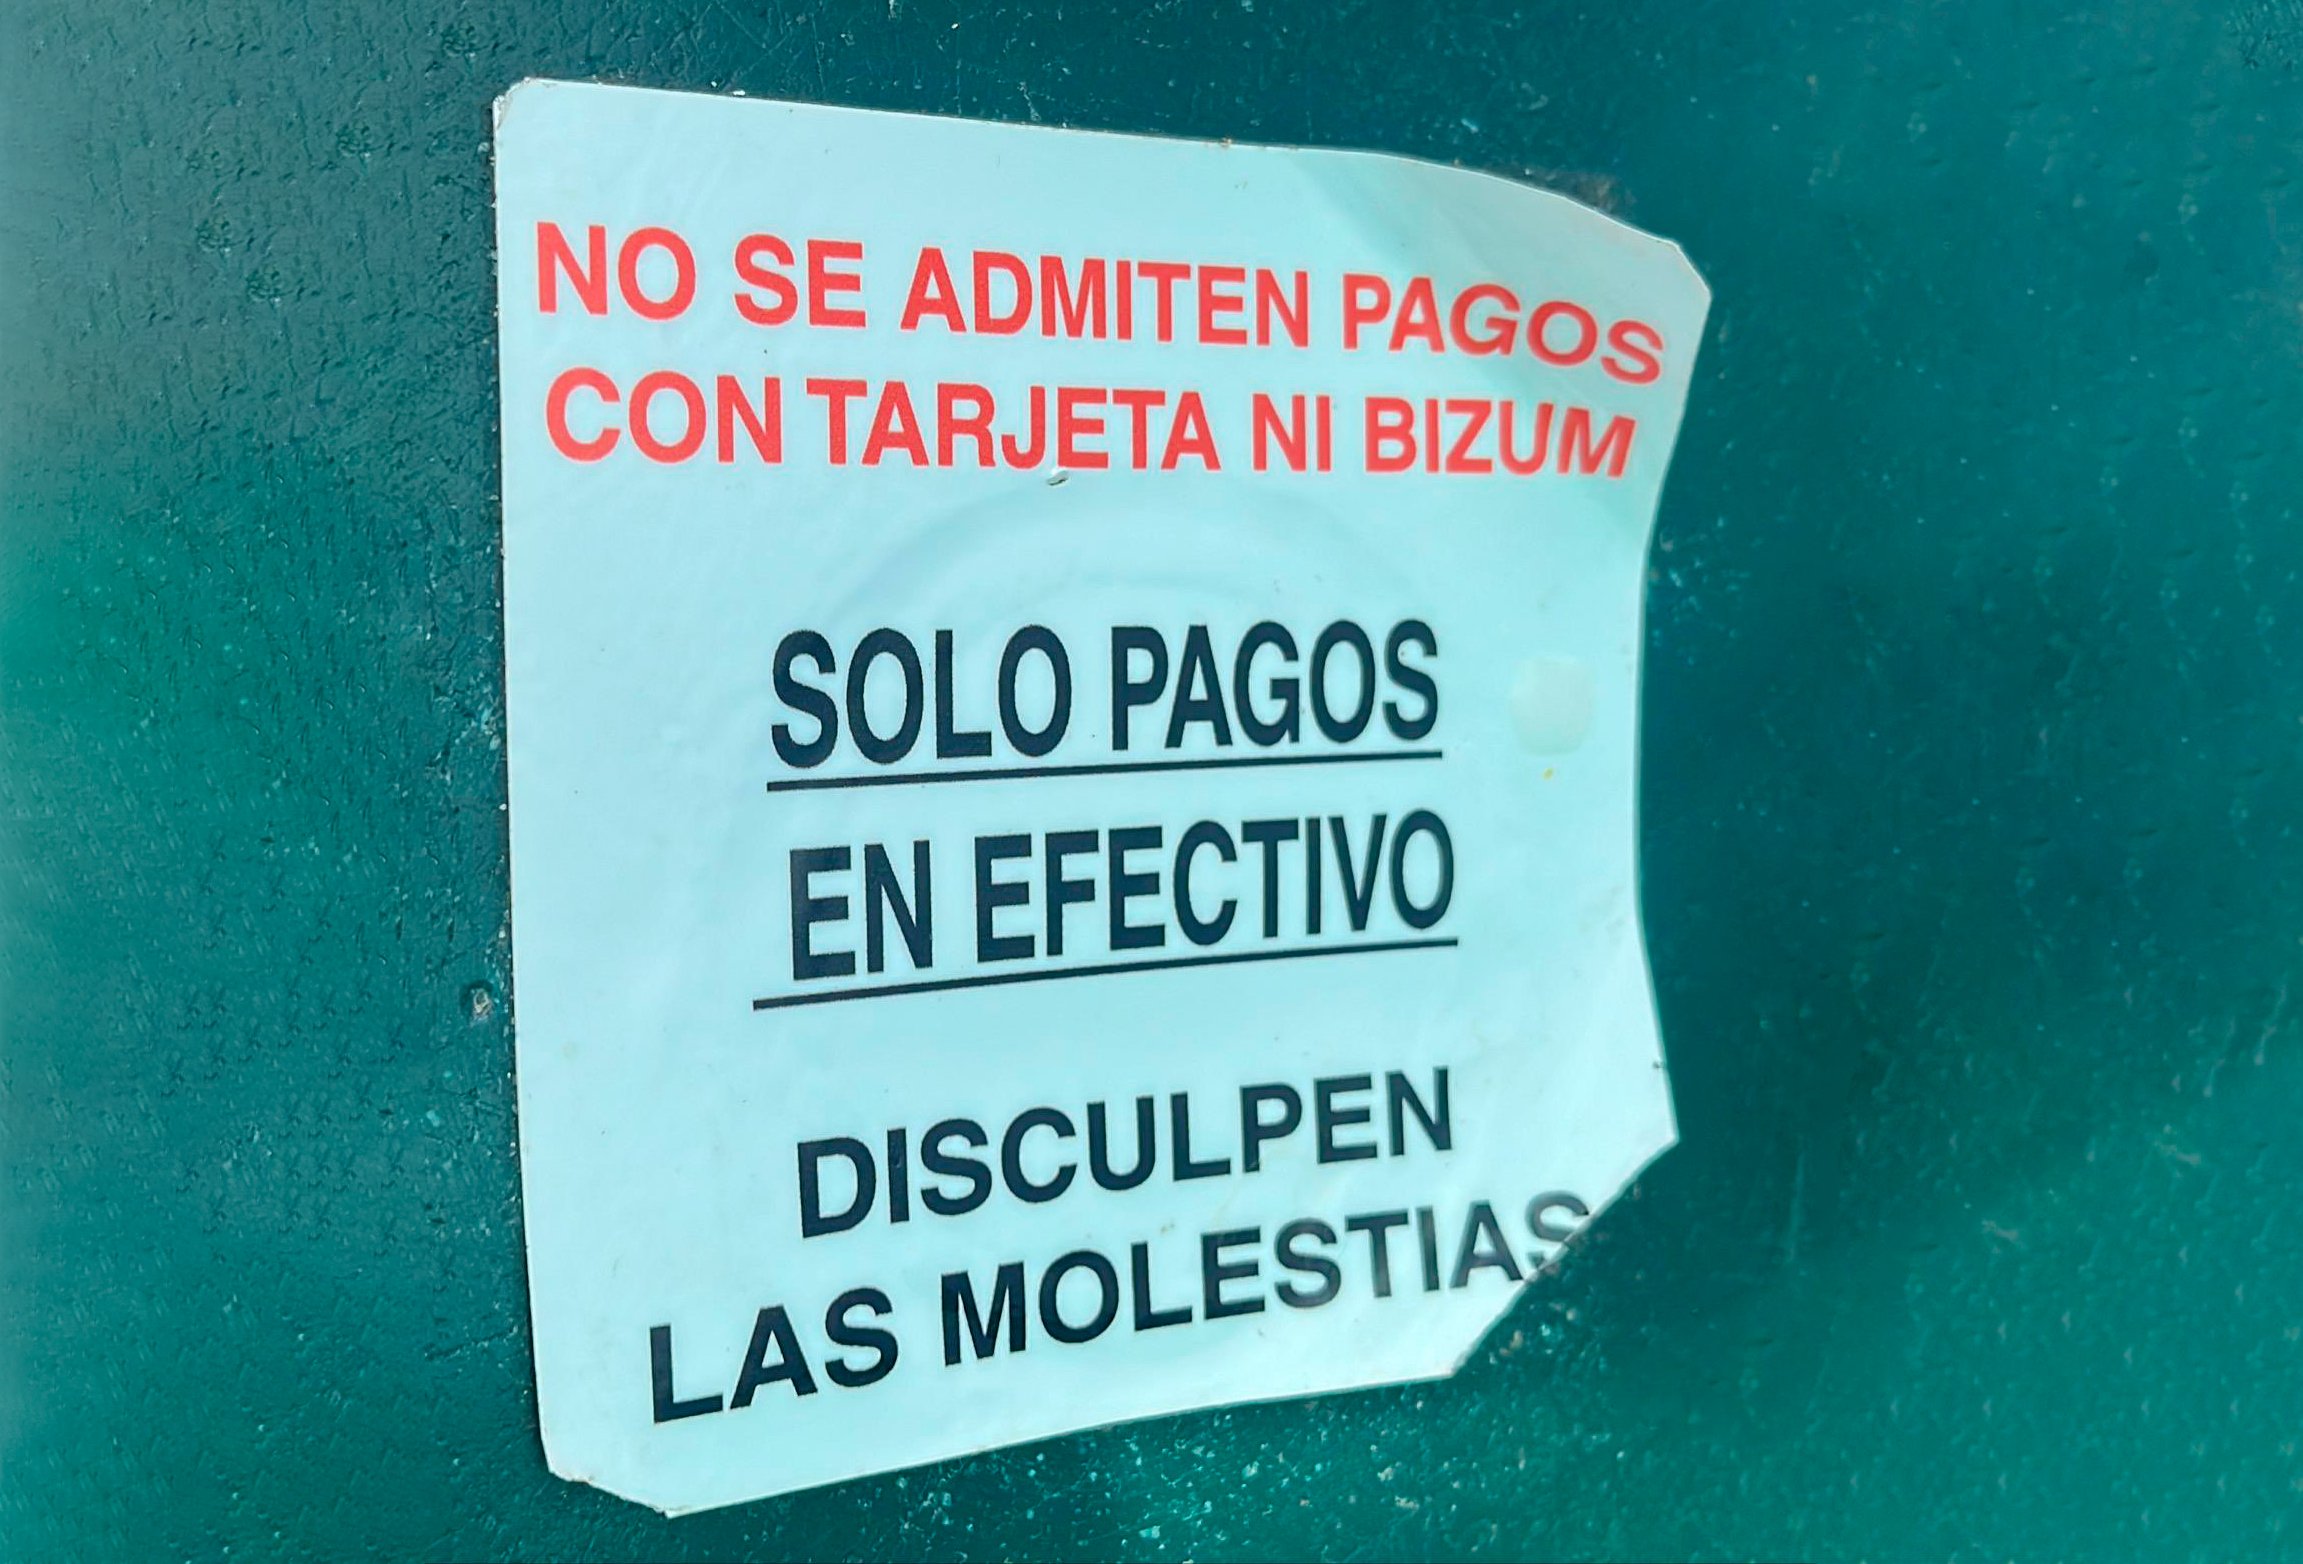 NO SE ADMITEN PAGOS
CON TARJETA NI BIZUM
SOLO PAGOS
EN EFECTIVO
DISCULPEN
LAS MOLESTIAS